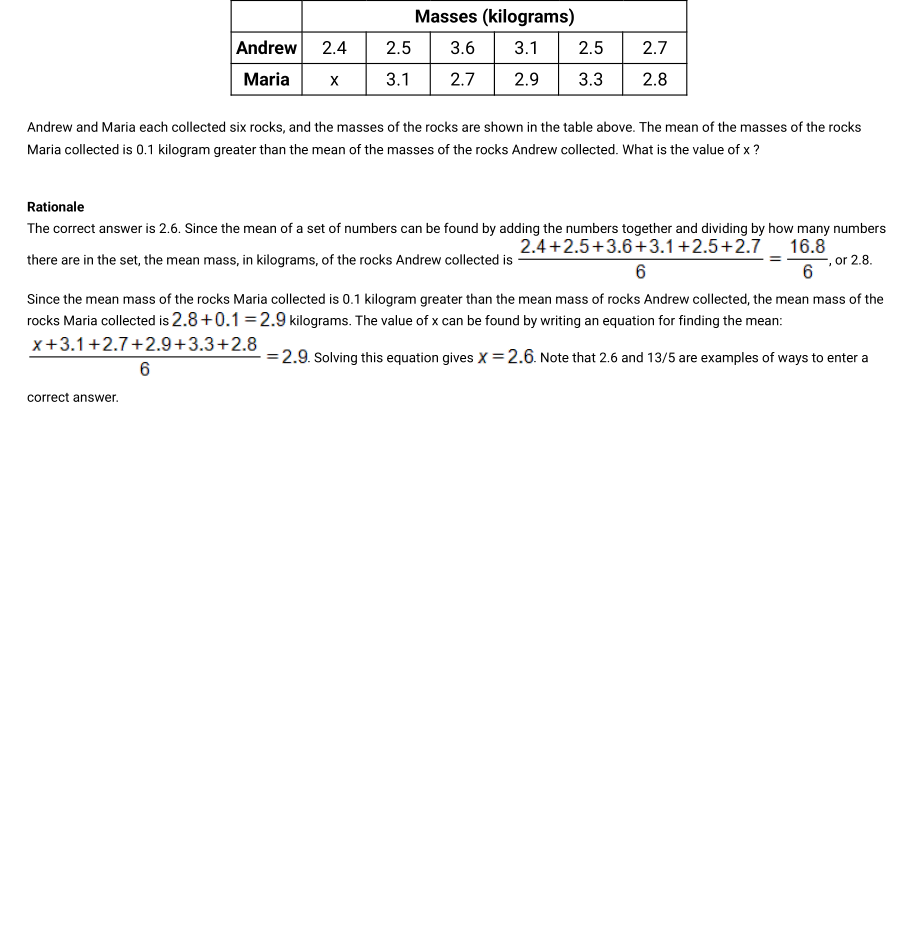 Masses (kilograms)
Andrew 2.4 2.5 3.6 3.1 2.5 2.7
Maria x 3.1 2.7 2.9 3.3 2.8
Andrew and Maria each collected six rocks, and the masses of the rocks are shown in the table above. The mean of the masses of the rocks
Maria collected is 0.1 kilogram greater than the mean of the masses of the rocks Andrew collected. What is the value of x ?
Rationale
The correct answer is 2.6. Since the mean of a set of numbers can be found by adding the numbers together and dividing by how many numbers
there are in the set, the mean mass, in kilograms, of the rocks Andrew collected is (2.4+2.5+3.6+3.1+2.5+2.7)/6 = 16.8/6, or 2.8.
Since the mean mass of the rocks Maria collected is 0.1 kilogram greater than the mean mass of rocks Andrew collected, the mean mass of the
rocks Maria collected is 2.8+0.1=2.9 kilograms. The value of x can be found by writing an equation for finding the mean:
(x+3.1+2.7+2.9+3.3+2.8)/6 =2.9. Solving this equation gives x=2.6. Note that 2.6 and 13/5 are examples of ways to enter a
correct answer.